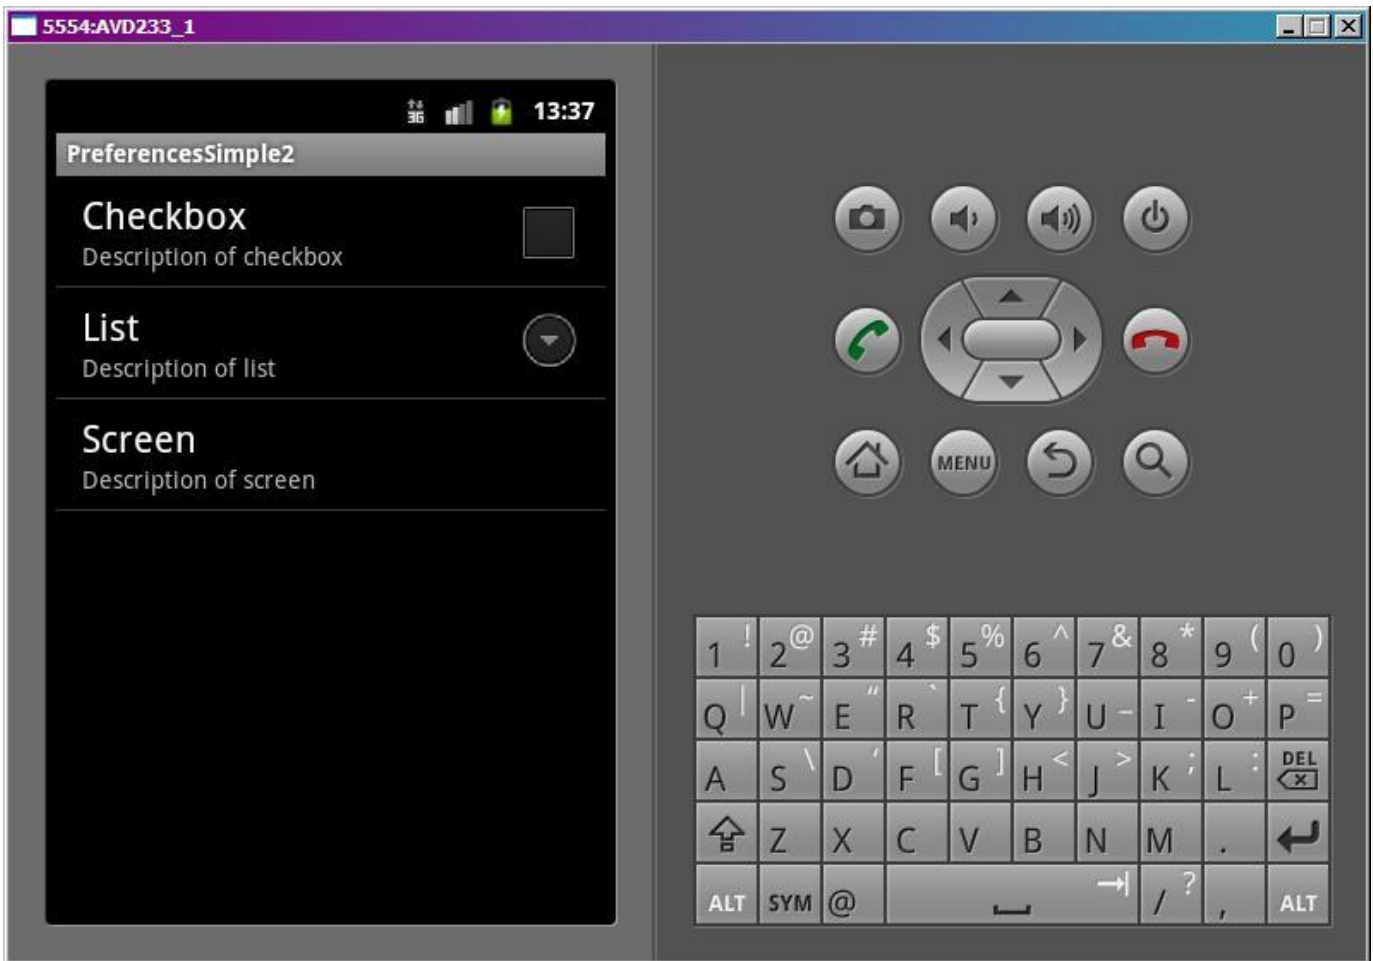 5554:AVD233_1
3G 13:37
PreferencesSimple2
Checkbox
Description of checkbox
List
Description of list
Screen
Description of screen
MENU
1 ! 2 @ 3 # 4 $ 5 % 6 ^ 7 & 8 * 9 ( 0 )
Q | W ~ E " R ` T { Y } U _ I - O + P =
A S \ D ' F [ G ] H < J > K ; L : DEL
Z X C V B N M .
ALT SYM @ / ? , ALT